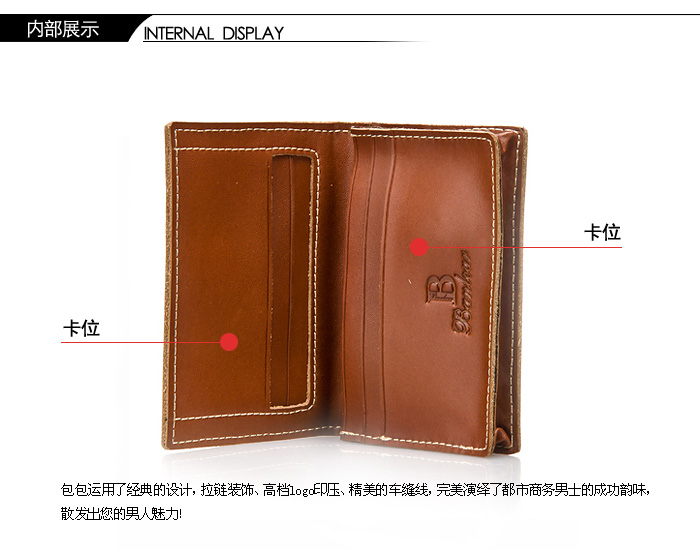 内部展示
INTERNAL DISPLAY
卡位
B
Banlear
卡位
包包运用了经典的设计, 拉链装饰、高档logo印压、精美的车缝线, 完美演绎了都市商务男士的成功韵味,
散发出您的男人魅力!